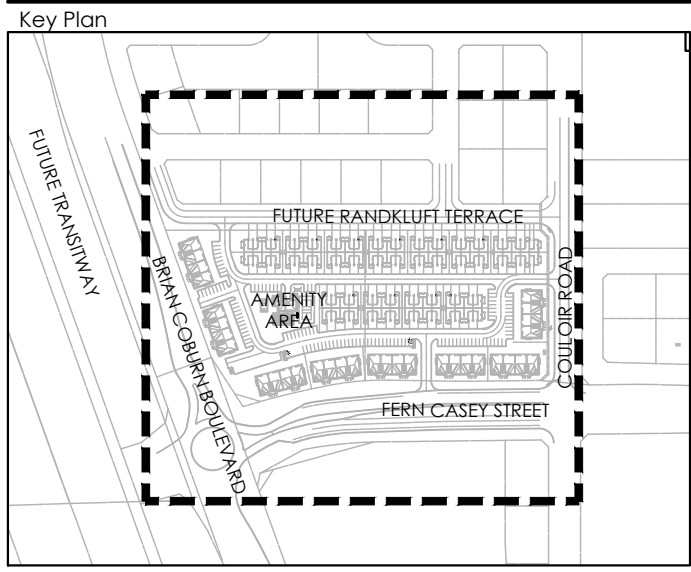 Key Plan
FUTURE TRANSITWAY
FUTURE RANDKLUFT TERRACE
BRIAN COBURN BOULEVARD
AMENITY
AREA
COULOIR ROAD
FERN CASEY STREET